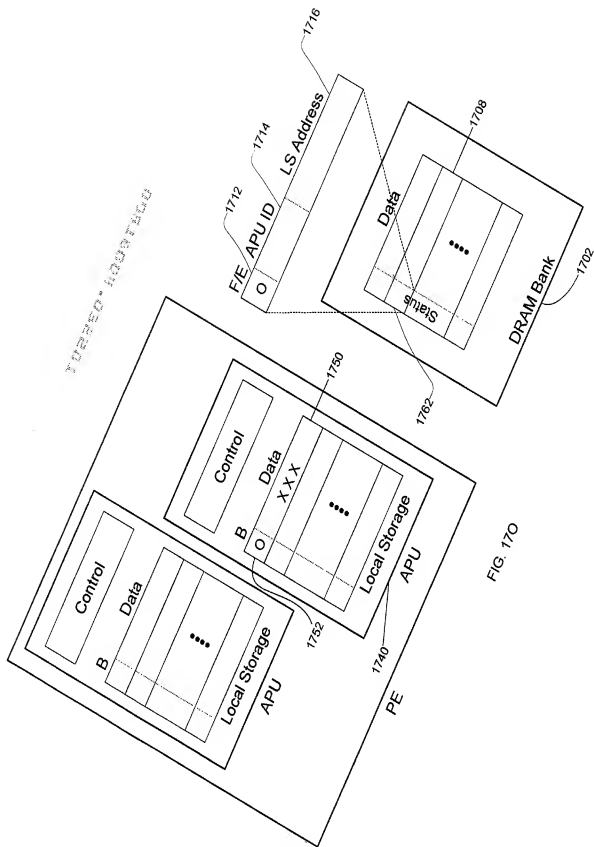 Control
B Data
Local Storage
APU
Control
B Data
O XXX
Local Storage
APU
PE
1750
1752
1740
F/E APU ID LS Address
O
1712
1714
1716
Data
Status
DRAM Bank
1708
1762
1702
FIG. 17O